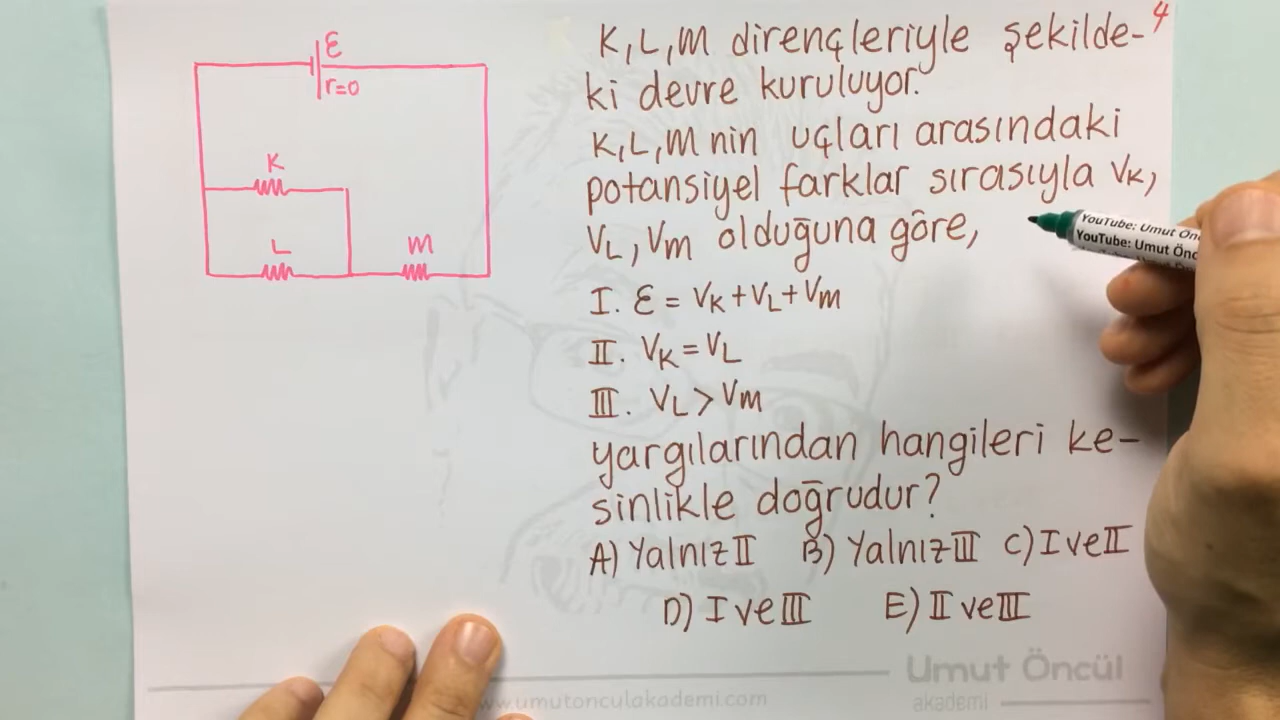 4
K, L, M dirençleriyle şekilde-
ki devre kuruluyor.
K, L, M nin uçları arasındaki
potansiyel farklar sırasıyla VK,
VL, VM olduğuna göre,
I. Ɛ = VK+VL+VM
II. VK=VL
III. VL>VM
yargılarından hangileri ke-
sinlikle doğrudur?
A) Yalnız II B) Yalnız III C) I ve II
D) I ve III E) II ve III
Ɛ
r=0
K
L
M
YouTube: Umut Önc
YouTube: Umut Önc
Umut Öncül
akademi
www.umutonculakademi.com